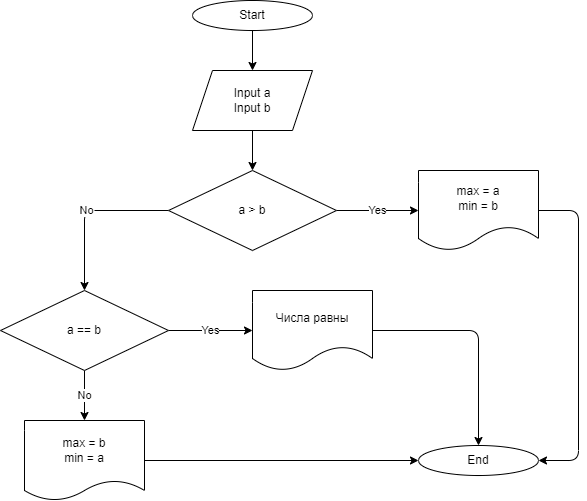 Start
Input a
Input b
a > b
No
Yes
max = a
min = b
a == b
Yes
Числа равны
No
max = b
min = a
End